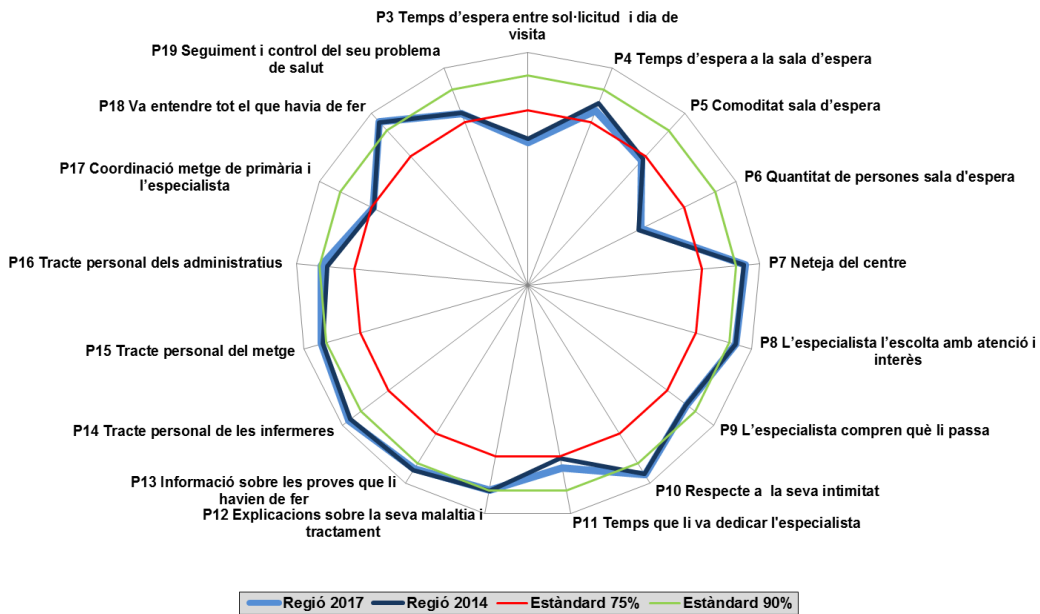 P3 Temps d'espera entre sol·licitud  i dia de
visita
P4 Temps d'espera a la sala d'espera
P5 Comoditat sala d'espera
P6 Quantitat de persones sala d'espera
P7 Neteja del centre
P8 L'especialista l'escolta amb atenció i
interès
P9 L'especialista compren què li passa
P10 Respecte a  la seva intimitat
P11 Temps que li va dedicar l'especialista
P12 Explicacions sobre la seva malaltia i
tractament
P13 Informació sobre les proves que li
havien de fer
P14 Tracte personal de les infermeres
P15 Tracte personal del metge
P16 Tracte personal dels administratius
P17 Coordinació metge de primària i
l'especialista
P18 Va entendre tot el que havia de fer
P19 Seguiment i control del seu problema
de salut
Regió 2017 Regió 2014 Estàndard 75% Estàndard 90%